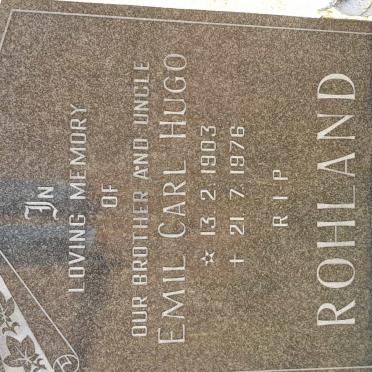 In
LOVING MEMORY
OF
OUR BROTHER AND UNCLE
EMIL CARL HUGO
☆ 13. 2. 1903
+ 21. 7. 1976
R I P
ROHLAND